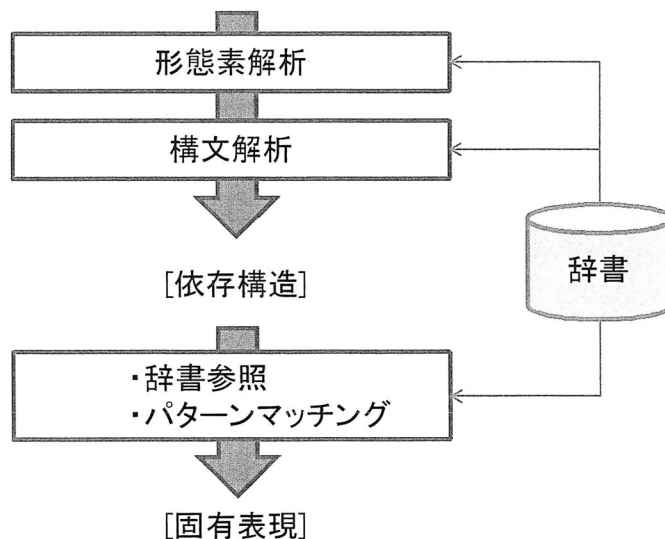 形態素解析
構文解析
辞書
[依存構造]
・辞書参照
・パターンマッチング
[固有表現]